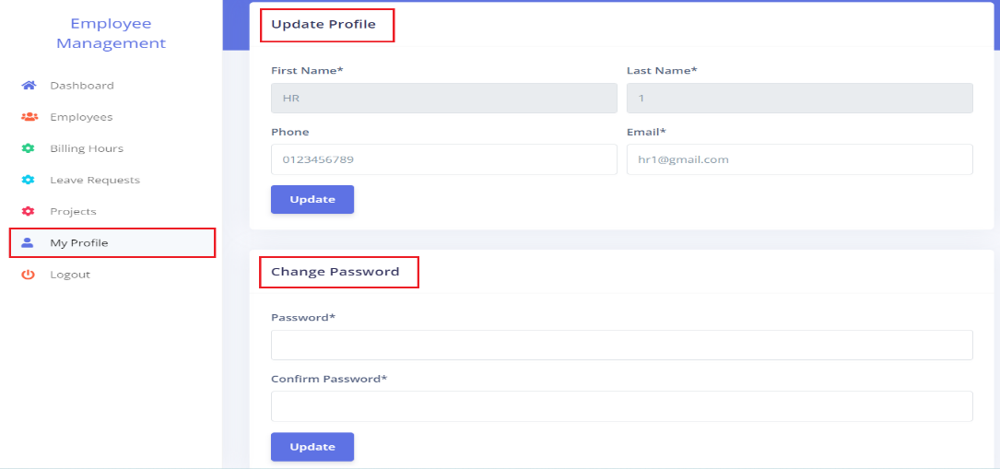 Employee
Management
Dashboard
Employees
Billing Hours
Leave Requests
Projects
My Profile
Logout
Update Profile
First Name*
Last Name*
HR
1
Phone
Email*
0123456789
hr1@gmail.com
Update
Change Password
Password*
Confirm Password*
Update